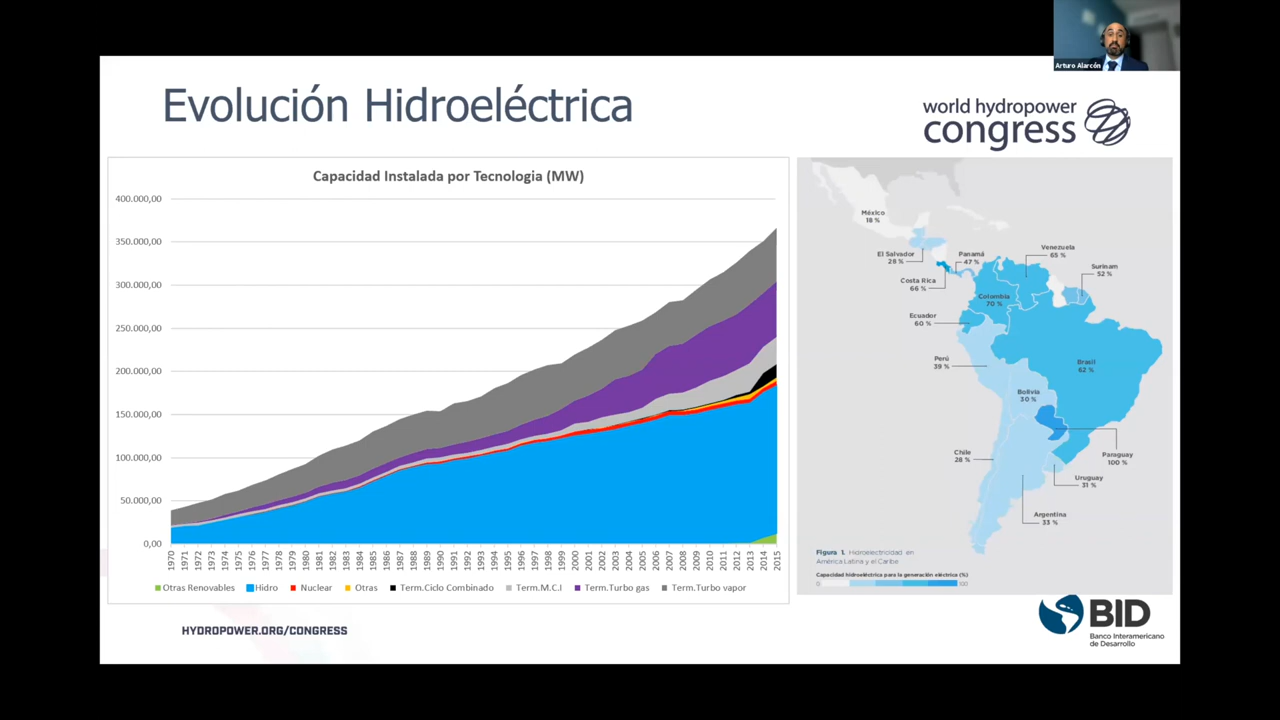 Arturo Alarcón
Evolución Hidroeléctrica
world hydropower
congress
Capacidad Instalada por Tecnologia (MW)
400.000,00
350.000,00
300.000,00
250.000,00
200.000,00
150.000,00
100.000,00
50.000,00
0,00
1970
1971
1972
1973
1974
1975
1976
1977
1978
1979
1980
1981
1982
1983
1984
1985
1986
1987
1988
1989
1990
1991
1992
1993
1994
1995
1996
1997
1998
1999
2000
2001
2002
2003
2004
2005
2006
2007
2008
2009
2010
2011
2012
2013
2014
2015
Otras Renovables Hidro Nuclear Otras Term.Ciclo Combinado Term.M.C.I Term.Turbo gas Term.Turbo vapor
México
18 %
El Salvador
26 %
Panamá
47 %
Venezuela
65 %
Surinam
52 %
Costa Rica
66 %
Colombia
70 %
Ecuador
60 %
Perú
39 %
Brasil
62 %
Bolivia
30 %
Chile
28 %
Paraguay
100 %
Uruguay
31 %
Argentina
33 %
Figura 1. Hidroelectricidad en
América Latina y el Caribe
Capacidad hidroeléctrica para la generación eléctrica (%)
0 100
HYDROPOWER.ORG/CONGRESS
BID
Banco Interamericano
de Desarrollo